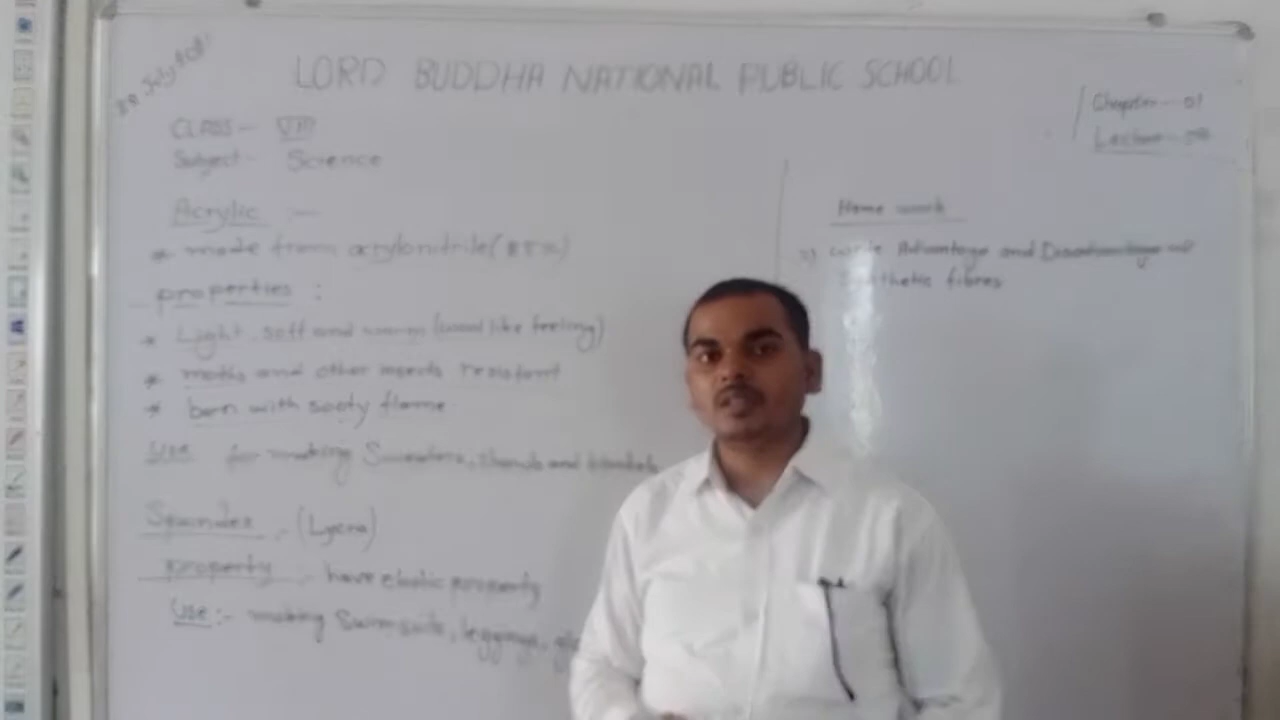 LORD BUDDHA NATIONAL PUBLIC SCHOOL
CLASS- VIII
Subject- Science
Chapter- 01
Lecture-
Acrylic :-
* made from acrylonitrile(85%)
properties :
* Light soft and warm (wool like feeling)
* moths and other insects resistant
* burn with sooty flame
Use for making Sweaters, Shawls and blankets
Spandex :- (Lycra)
property :- have elastic property
Use:- making Swimsuits, leggings,
Home work
Write Advantage and Disadvantage of
Synthetic fibres